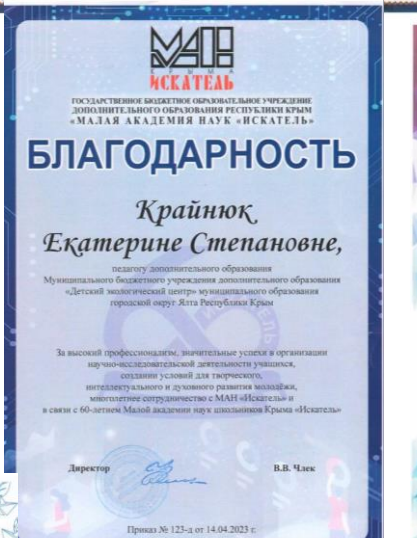 МАН
КРЫМА
ИСКАТЕЛЬ
ГОСУДАРСТВЕННОЕ БЮДЖЕТНОЕ ОБРАЗОВАТЕЛЬНОЕ УЧРЕЖДЕНИЕ
ДОПОЛНИТЕЛЬНОГО ОБРАЗОВАНИЯ РЕСПУБЛИКИ КРЫМ
«МАЛАЯ АКАДЕМИЯ НАУК «ИСКАТЕЛЬ»
БЛАГОДАРНОСТЬ
Крайнюк
Екатерине Степановне,
педагогу дополнительного образования
Муниципального бюджетного учреждения дополнительного образования
«Детский экологический центр» муниципального образования
городской округ Ялта Республики Крым
За высокий профессионализм, значительные успехи в организации
научно-исследовательской деятельности учащихся,
создании условий для творческого,
интеллектуального и духовного развития молодёжи,
многолетнее сотрудничество с МАН «Искатель» и
в связи с 60-летием Малой академии наук школьников Крыма «Искатель»
Директор В.В. Члек
Приказ № 123-д от 14.04.2023 г.